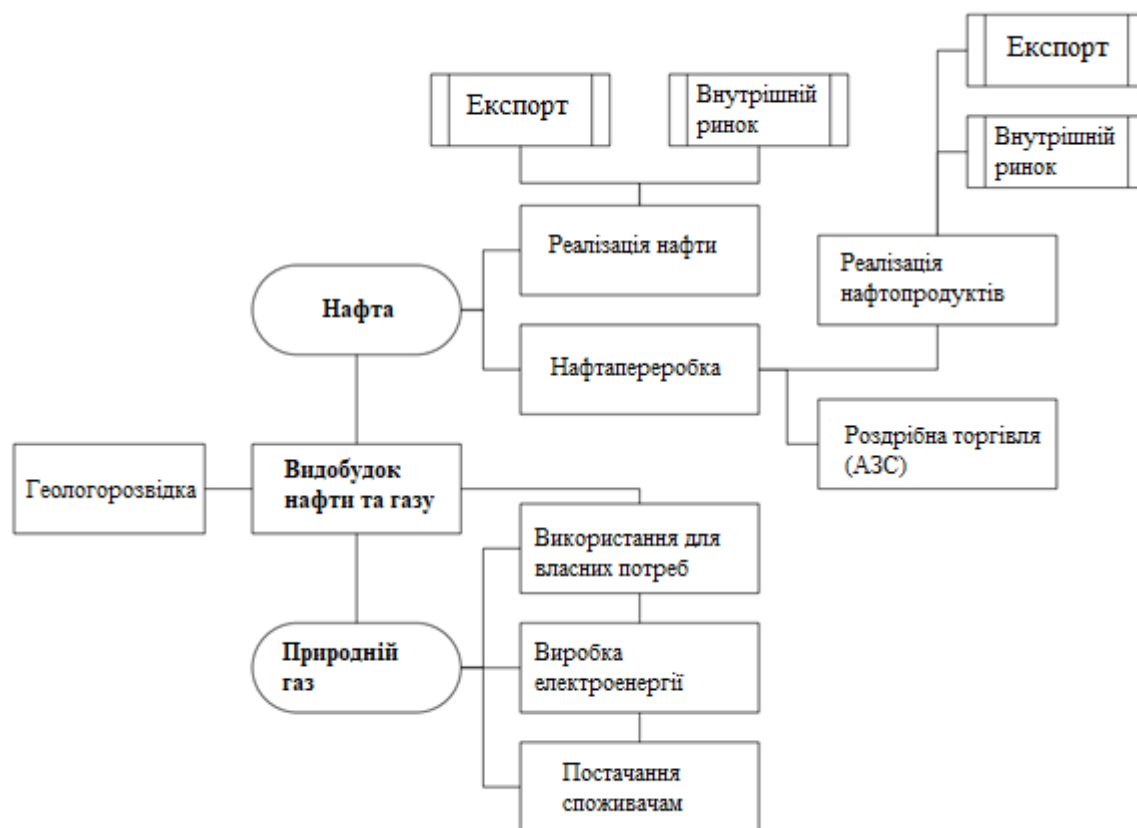 Експорт
Експорт
Внутрішній
ринок
Внутрішній
ринок
Реалізація нафти
Реалізація
нафтопродуктів
Нафта
Нафтапереробка
Роздрібна торгівля
(АЗС)
Геологорозвідка
Видобудок
нафти та газу
Використання для
власних потреб
Природній
газ
Виробка
електроенергії
Постачання
споживачам